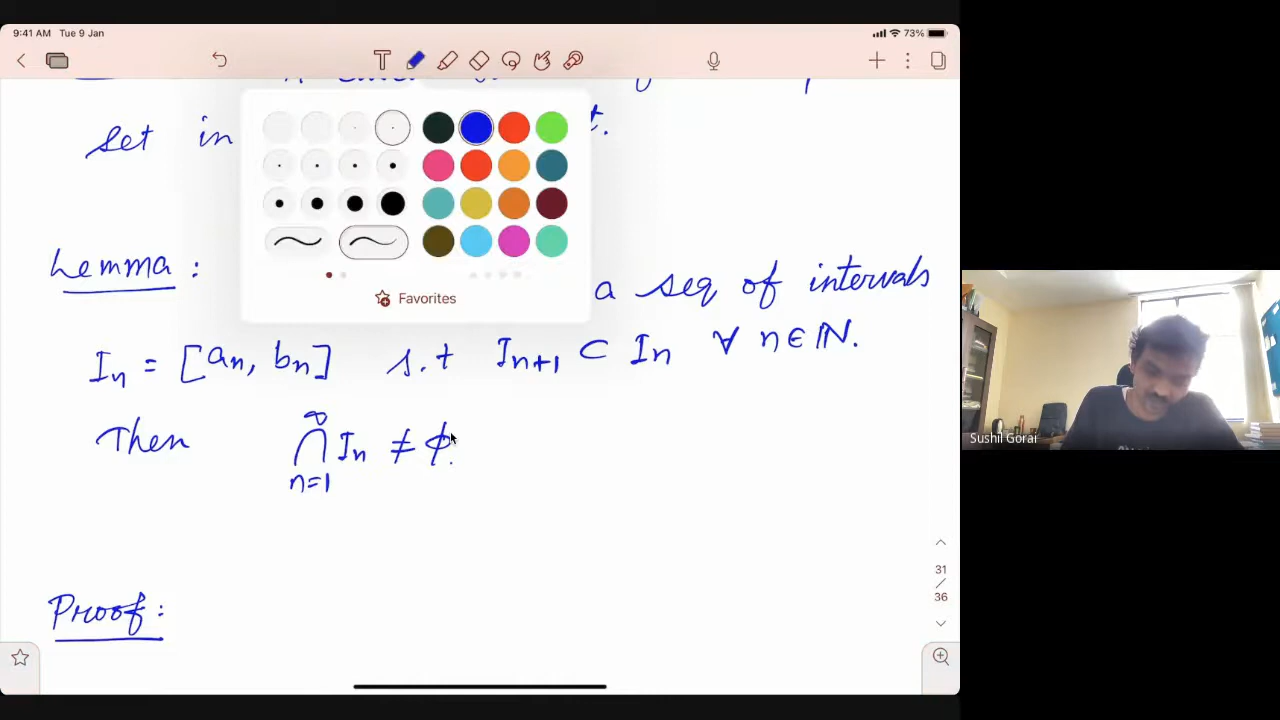 9:41 AM Tue 9 Jan
73%
T
set in t.
Lemma : a seq of intervals
Favorites
In = [an, bn] s.t In+1 ⊂ In ∀ n ∈ ℕ.
Then ∞ ⋂ n=1 In ≠ ϕ.
Sushil Gorai
31 / 36
Proof :